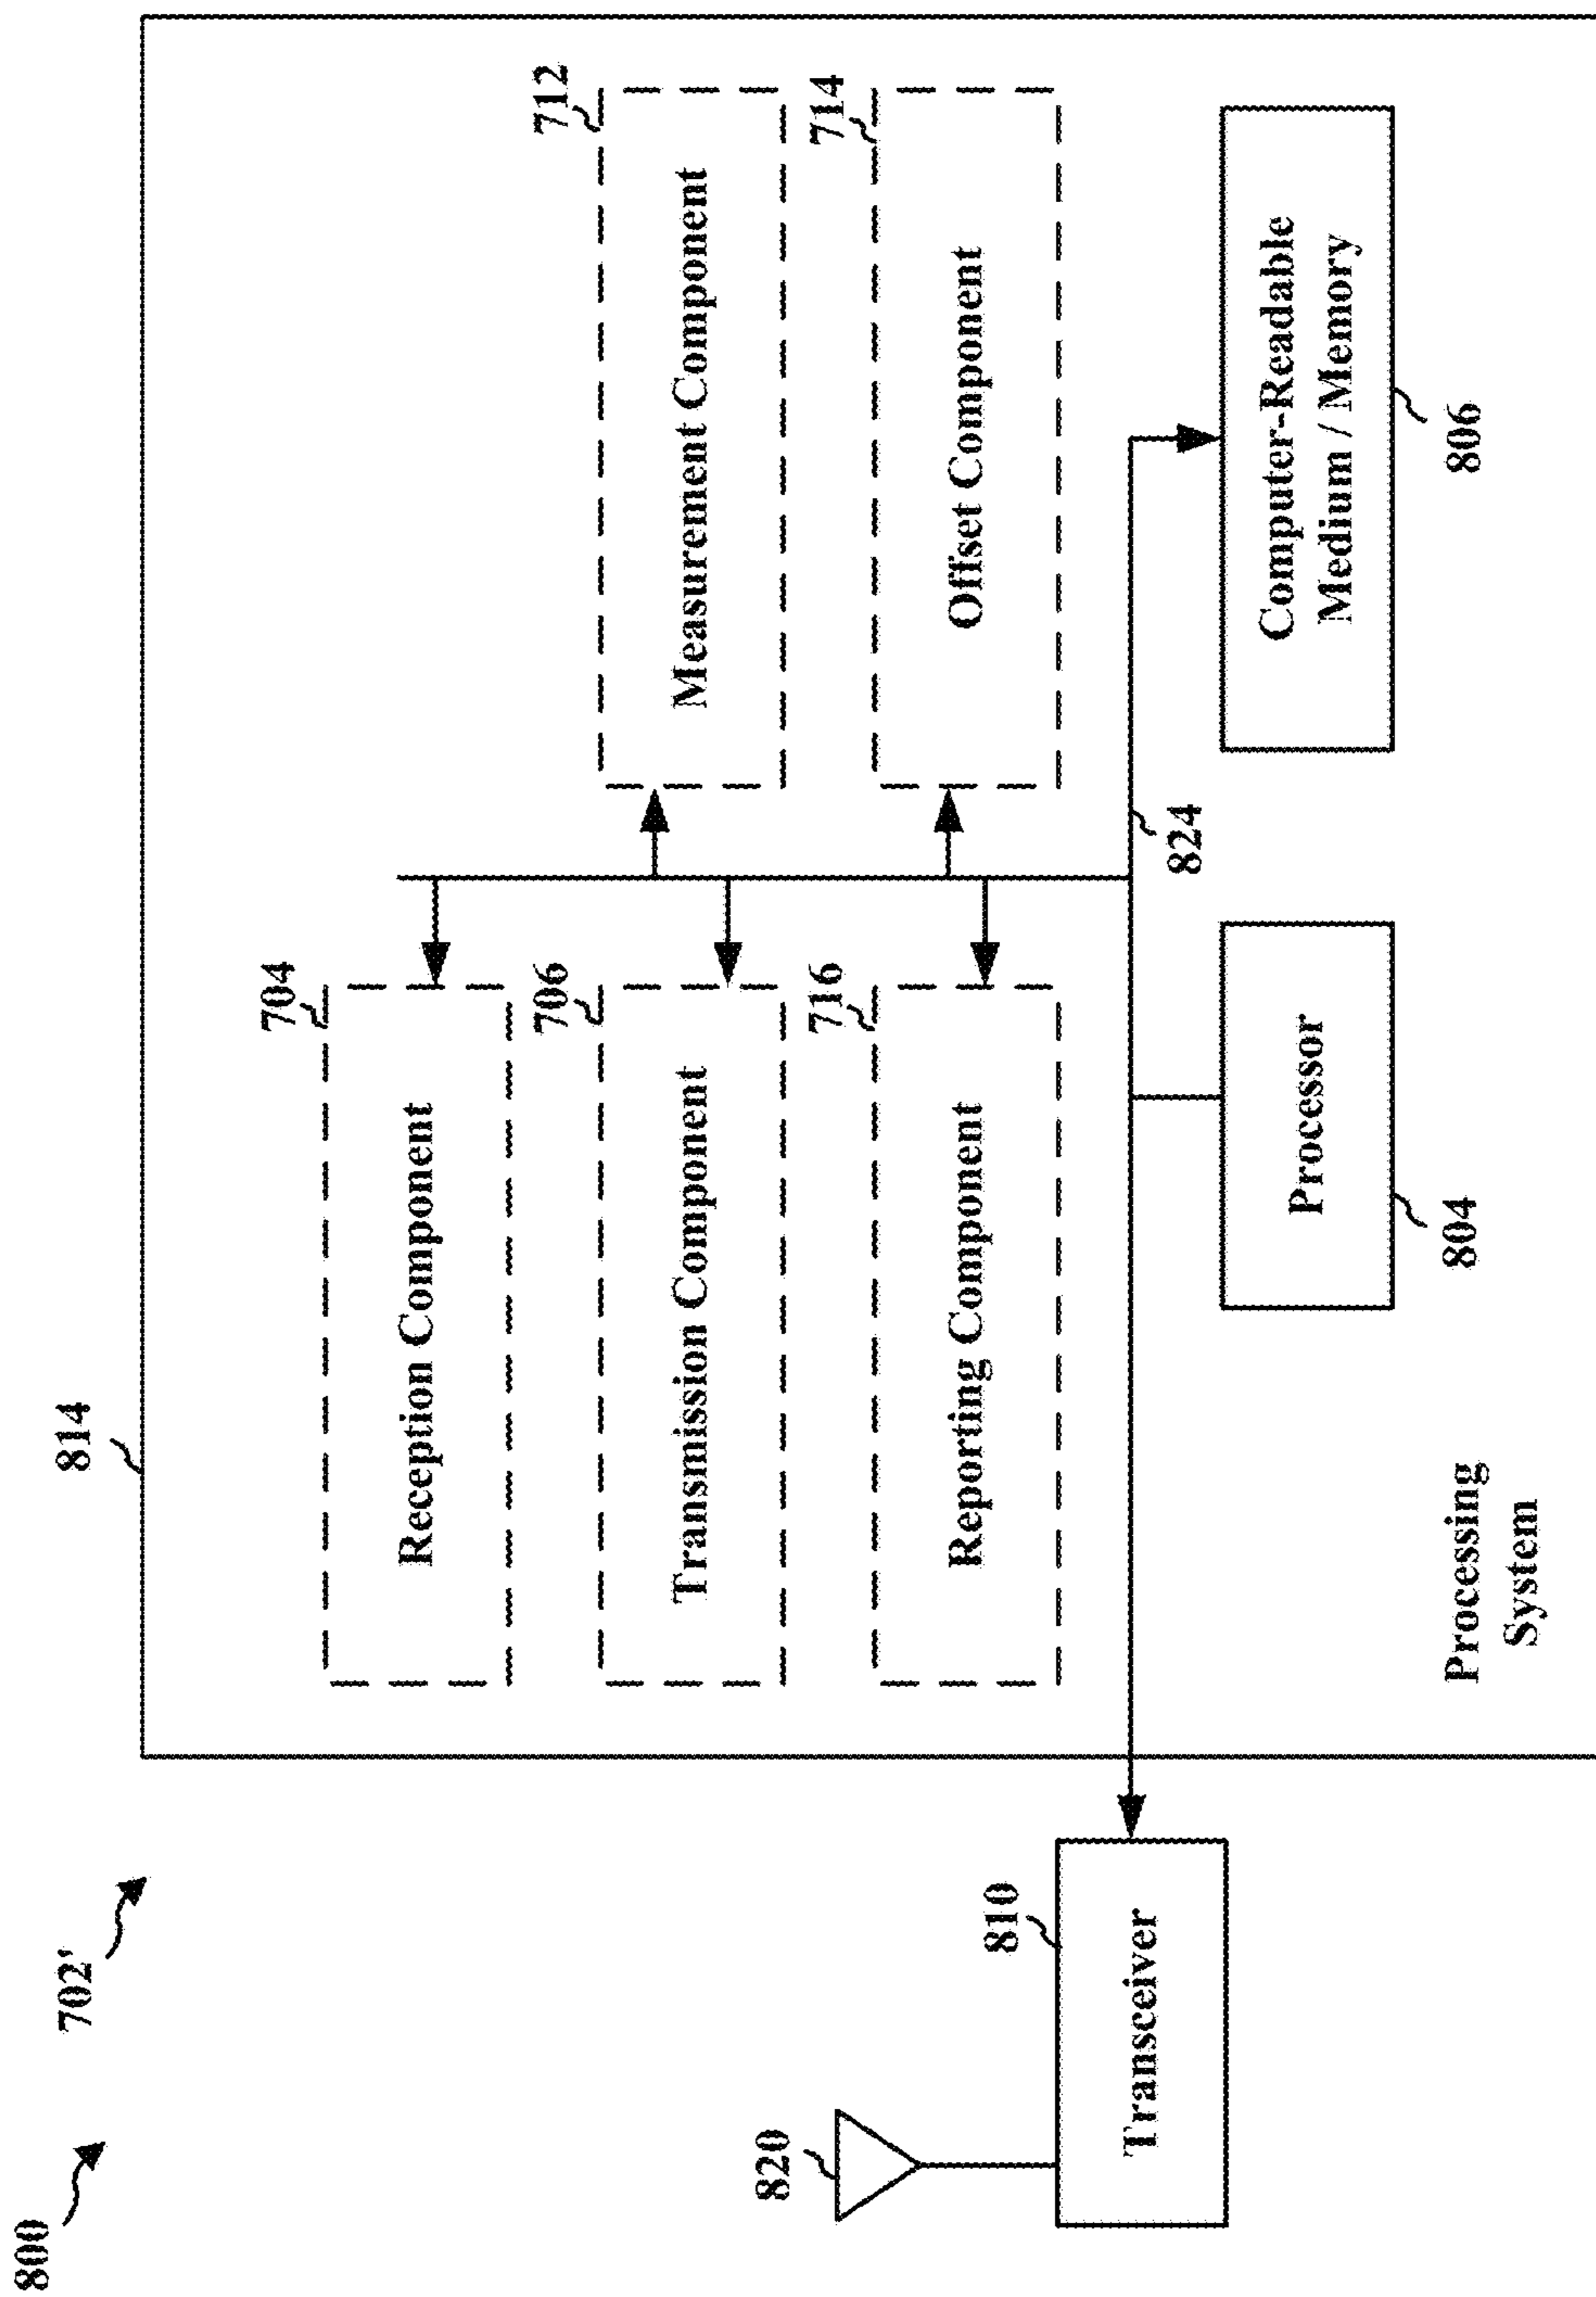 800
702'
814
704
Reception Component
712
Measurement Component
706
Transmission Component
714
Offset Component
716
Reporting Component
820
810
Transceiver
824
Processor
804
Computer-Readable
Medium / Memory
806
Processing
System